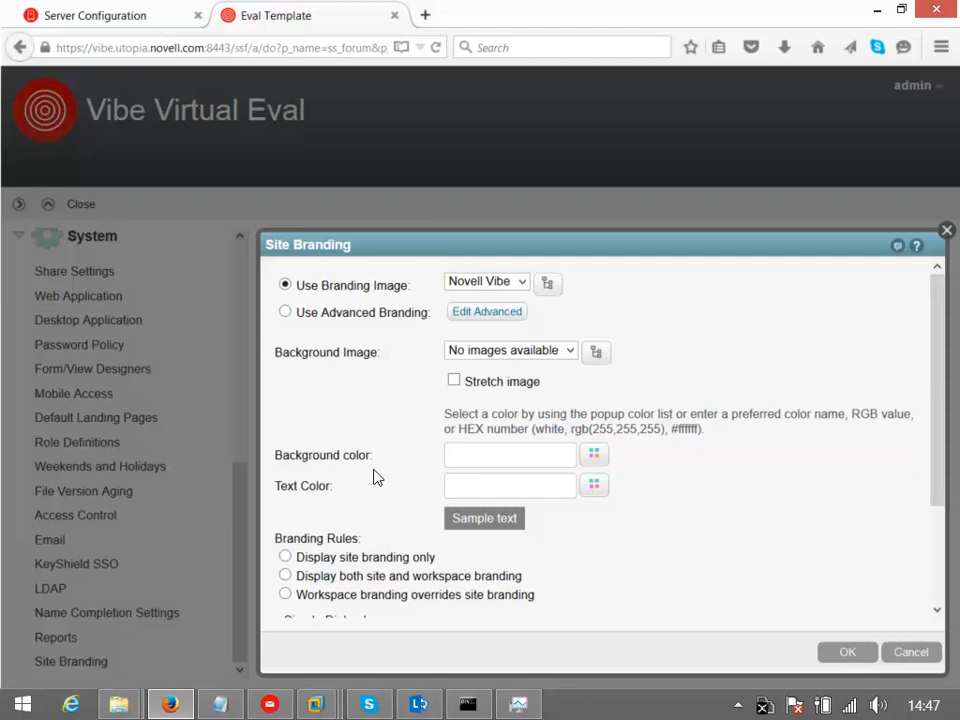 Server Configuration × Eval Template × +
https://vibe.utopia.novell.com:8443/ssf/a/do?p_name=ss_forum&p_ Search
Vibe Virtual Eval
admin
Close
System
Share Settings
Web Application
Desktop Application
Password Policy
Form/View Designers
Mobile Access
Default Landing Pages
Role Definitions
Weekends and Holidays
File Version Aging
Access Control
Email
KeyShield SSO
LDAP
Name Completion Settings
Reports
Site Branding
Site Branding
Use Branding Image: Novell Vibe
Use Advanced Branding: Edit Advanced
Background Image: No images available
Stretch image
Select a color by using the popup color list or enter a preferred color name, RGB value,
or HEX number (white, rgb(255,255,255), #ffffff).
Background color:
Text Color:
Sample text
Branding Rules:
Display site branding only
Display both site and workspace branding
Workspace branding overrides site branding
OK Cancel
14:47